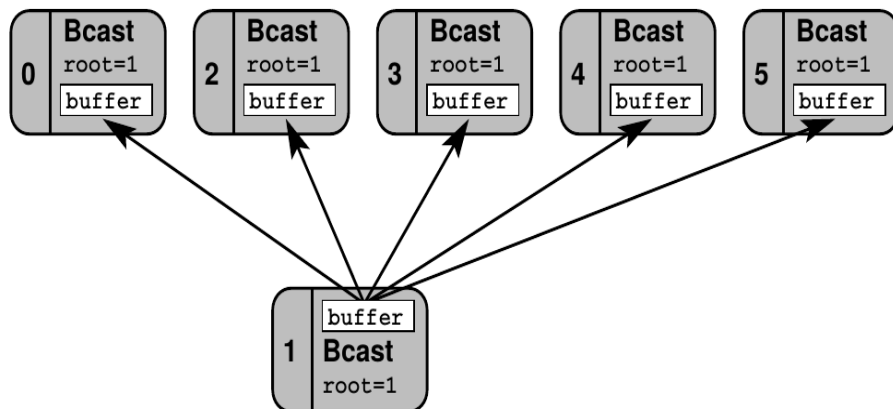 0
Bcast
root=1
buffer
2
Bcast
root=1
buffer
3
Bcast
root=1
buffer
4
Bcast
root=1
buffer
5
Bcast
root=1
buffer
1
buffer
Bcast
root=1